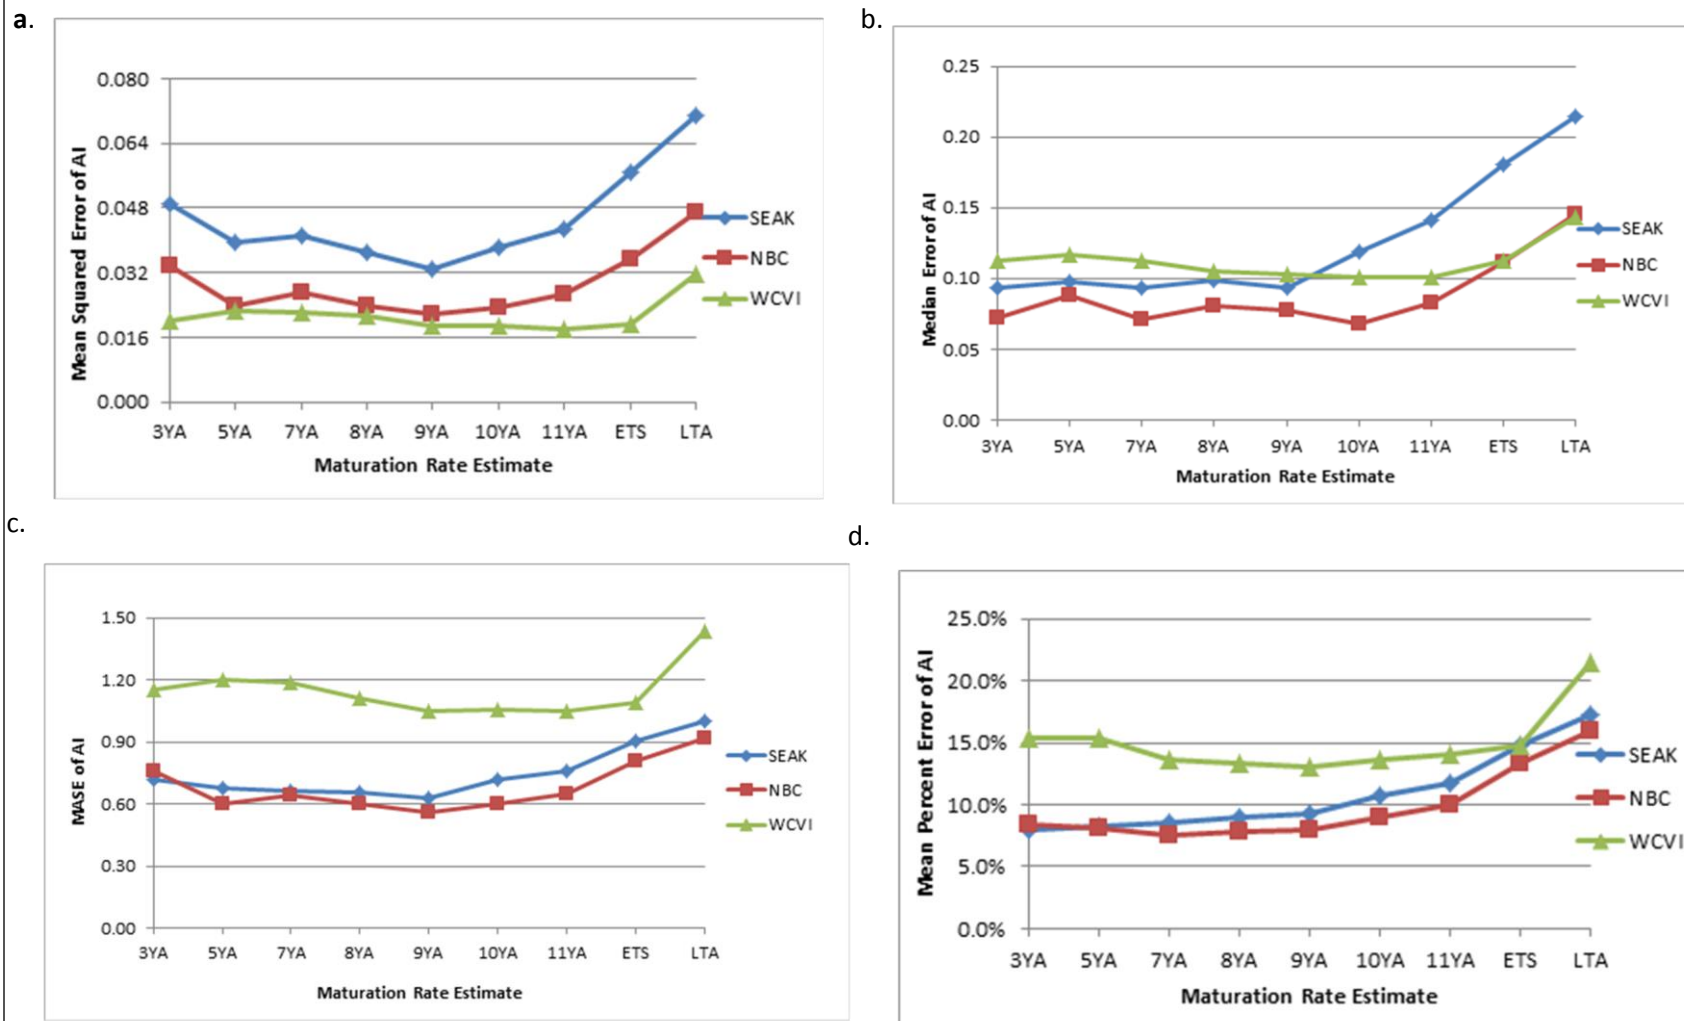 a.
0.080
0.064
0.048
0.032
0.016
0.000
Mean Squared Error of AI
3YA 5YA 7YA 8YA 9YA 10YA 11YA ETS LTA
Maturation Rate Estimate
SEAK
NBC
WCVI
b.
0.25
0.20
0.15
0.10
0.05
0.00
Median Error of AI
3YA 5YA 7YA 8YA 9YA 10YA 11YA ETS LTA
Maturation Rate Estimate
SEAK
NBC
WCVI
c.
1.50
1.20
0.90
0.60
0.30
0.00
MASE of AI
3YA 5YA 7YA 8YA 9YA 10YA 11YA ETS LTA
Maturation Rate Estimate
SEAK
NBC
WCVI
d.
25.0%
20.0%
15.0%
10.0%
5.0%
0.0%
Mean Percent Error of AI
3YA 5YA 7YA 8YA 9YA 10YA 11YA ETS LTA
Maturation Rate Estimate
SEAK
NBC
WCVI